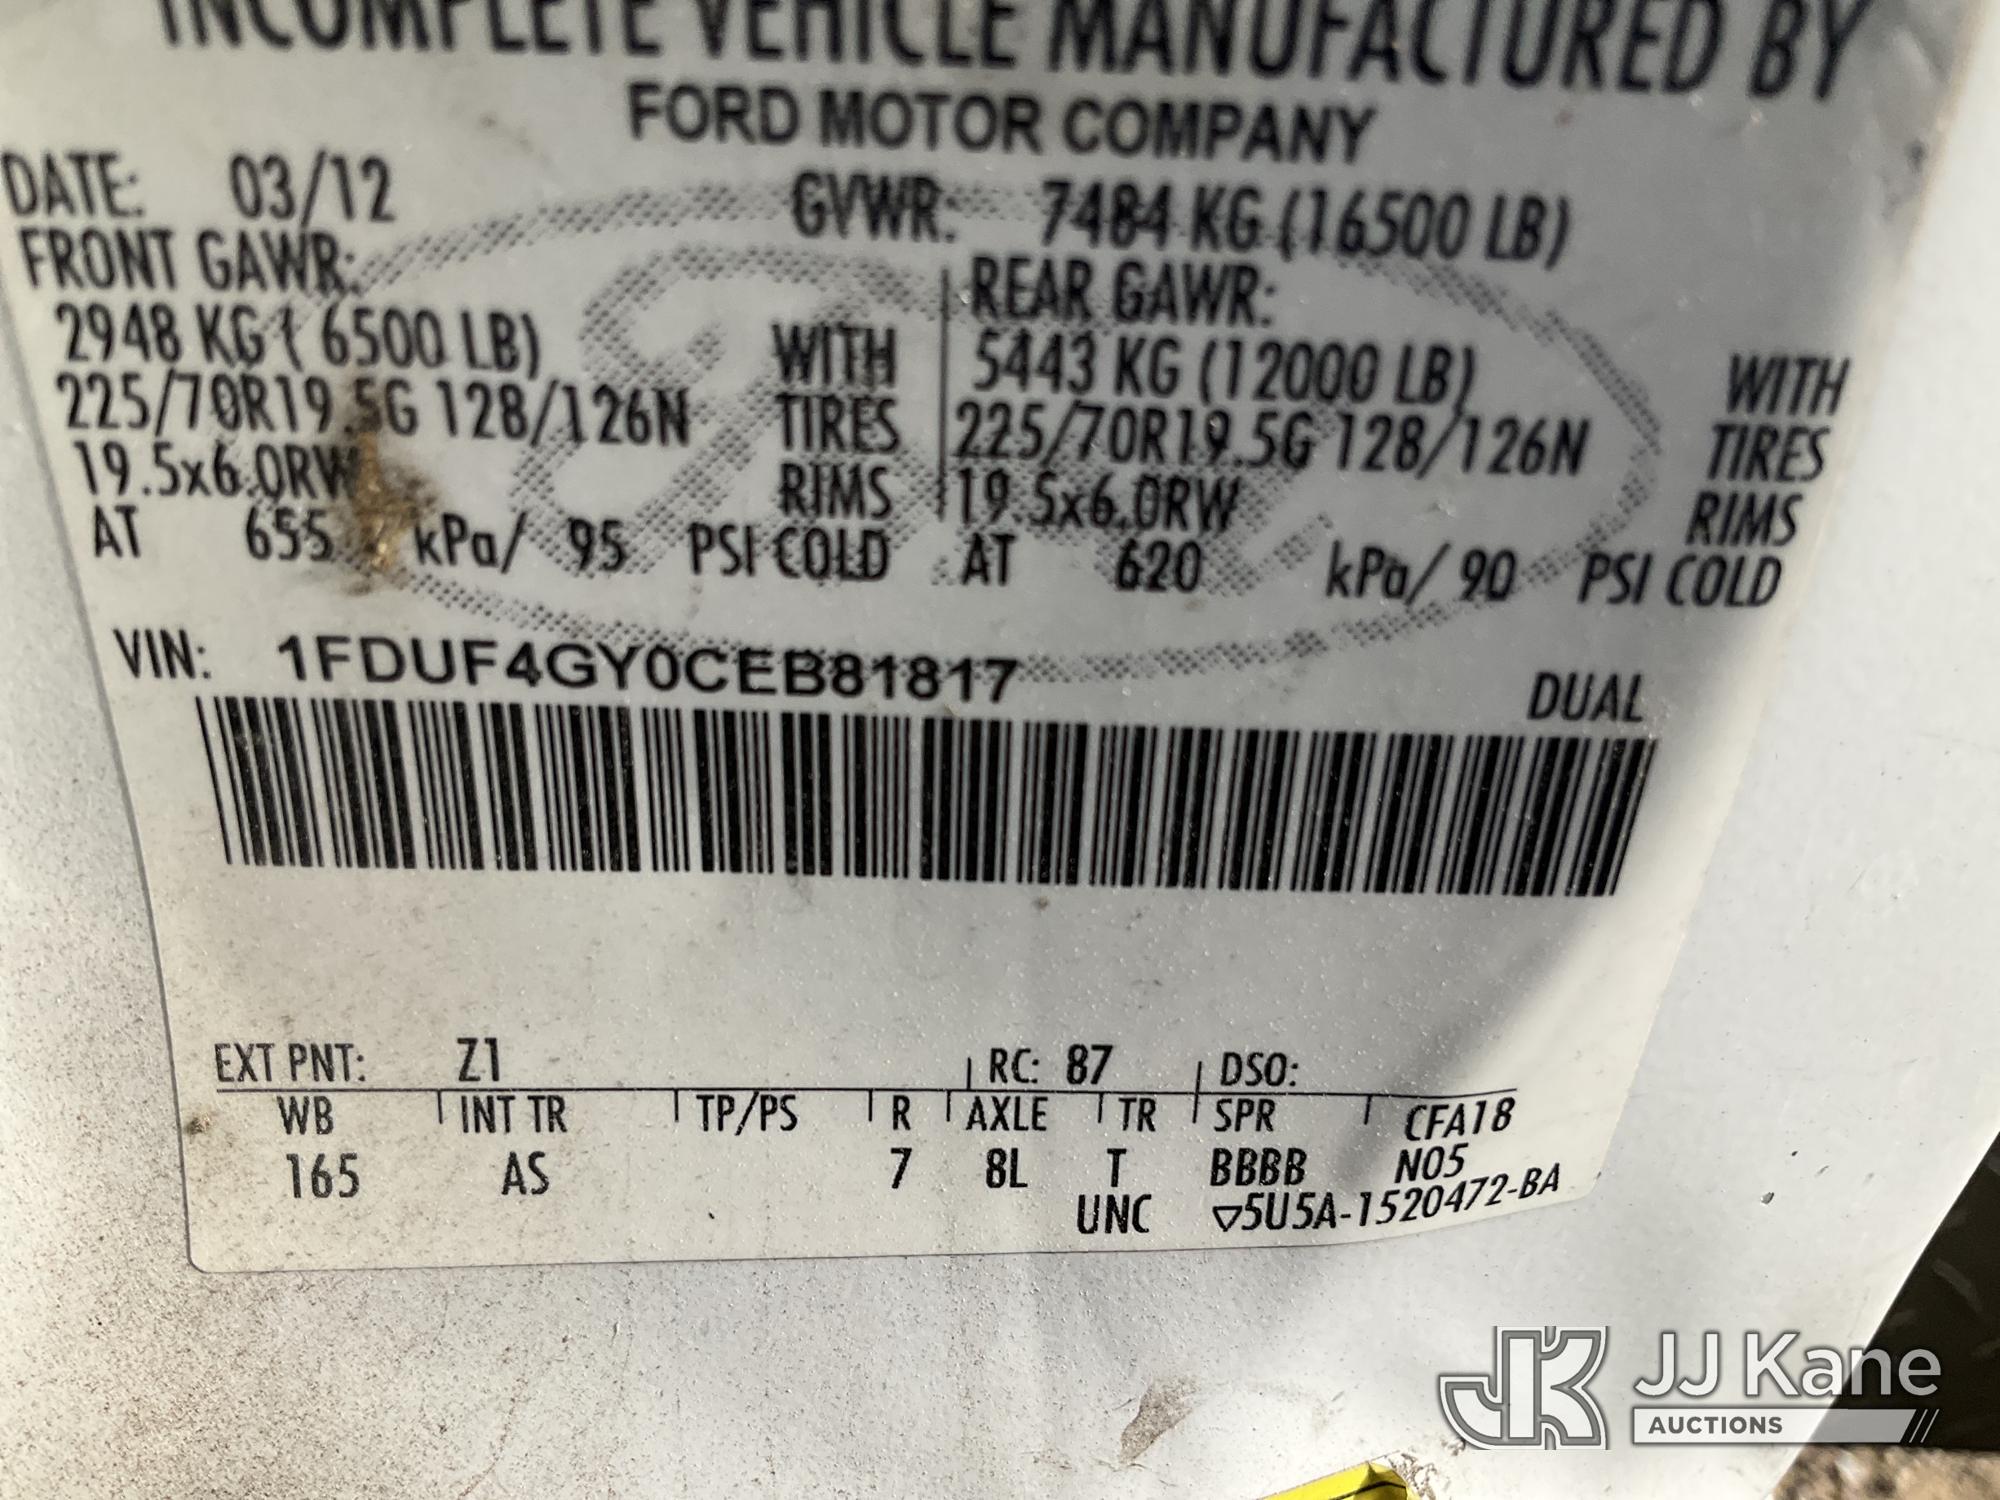 INCOMPLETE VEHICLE MANUFACTURED BY
FORD MOTOR COMPANY
DATE: 03/12 GVWR: 7484 KG (16500 LB)
FRONT GAWR: REAR GAWR:
2948 KG ( 6500 LB) WITH 5443 KG (12000 LB) WITH
225/70R19.5G 128/126N TIRES 225/70R19.5G 128/126N TIRES
19.5x6.0RW RIMS 19.5x6.0RW RIMS
AT 655 kPa/ 95 PSI COLD AT 620 kPa/ 90 PSI COLD
VIN: 1FDUF4GY0CEB81817
DUAL
EXT PNT: Z1 RC: 87 DSO:
WB INT TR TP/PS R AXLE TR SPR CFA18
165 AS 7 8L T BBBB N05
UNC ▽5U5A-1520472-BA
JK JJ Kane
AUCTIONS